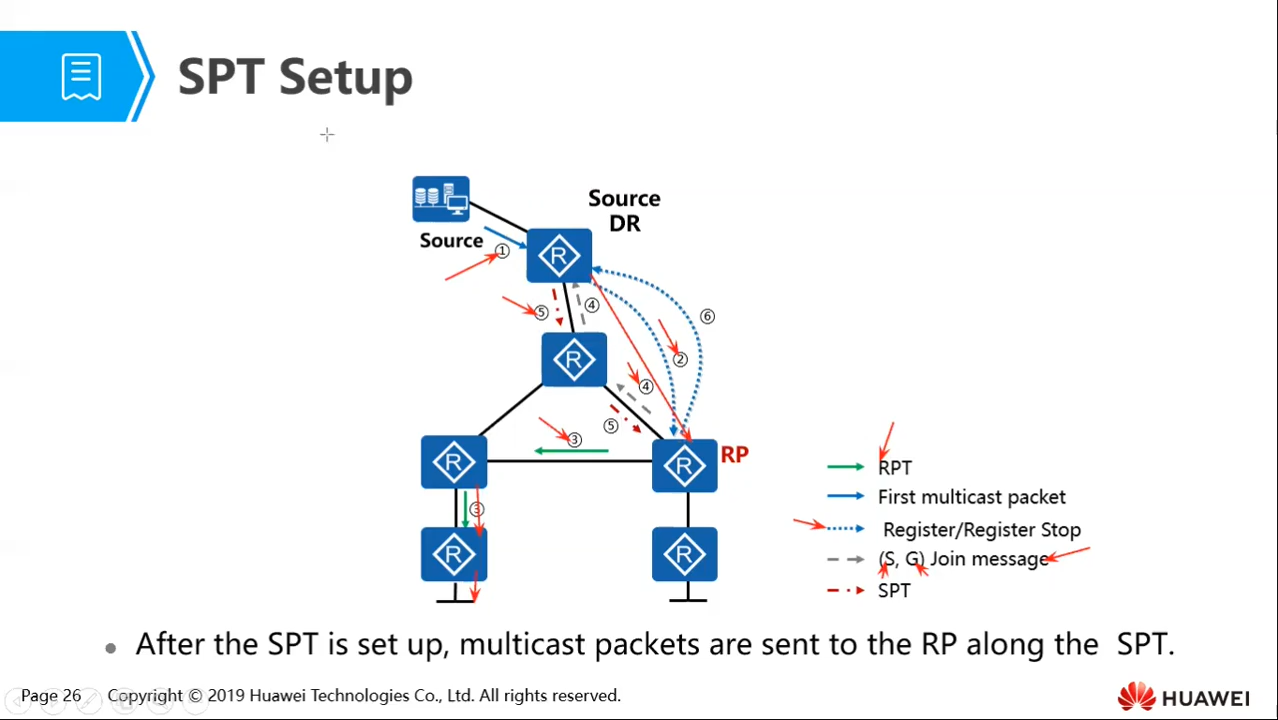 SPT Setup
Source
DR
Source
R
①
⑤
④
⑥
②
R
④
⑤
③
R
R
RP
③
R
R
RPT
First multicast packet
Register/Register Stop
(S, G) Join message
SPT
• After the SPT is set up, multicast packets are sent to the RP along the SPT.
Page 26 Copyright © 2019 Huawei Technologies Co., Ltd. All rights reserved.
HUAWEI